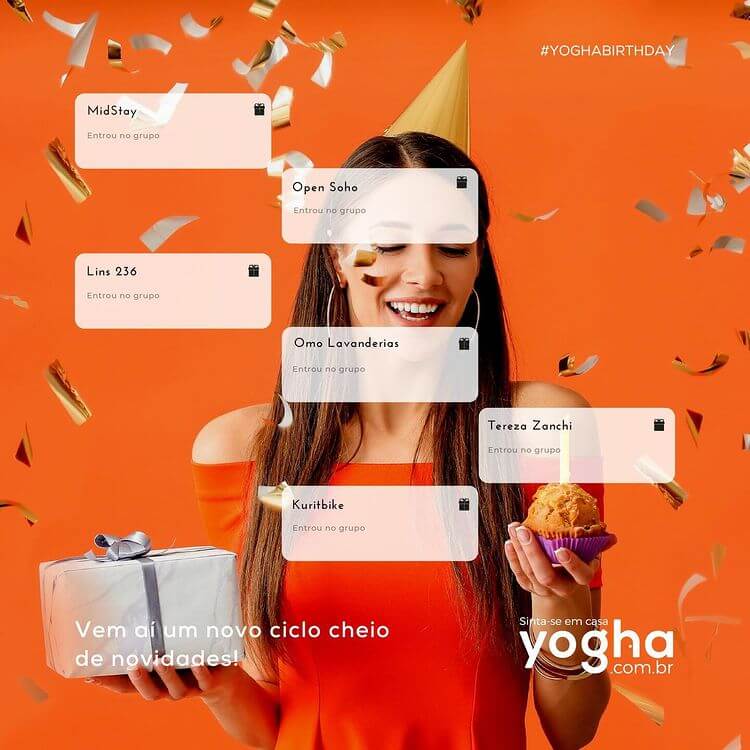 #YOGHABIRTHDAY
MidStay
Entrou no grupo
Open Soho
Entrou no grupo
Lins 236
Entrou no grupo
Omo Lavanderias
Entrou no grupo
Tereza Zanchi
Entrou no grupo
Kuritbike
Entrou no grupo
Vem aí um novo ciclo cheio
de novidades!
Sinta-se em casa
yogha
.com.br